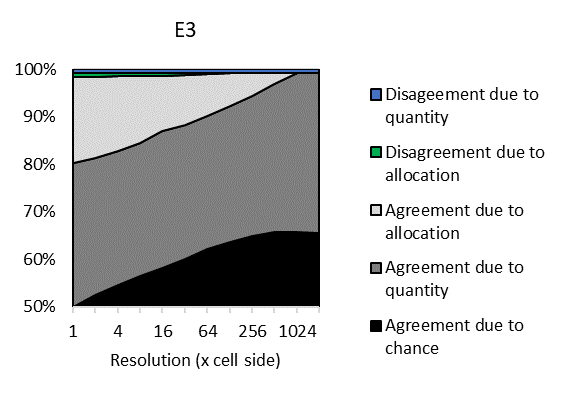 E3
100%
90%
80%
70%
60%
50%
1 4 16 64 256 1024
Resolution (x cell side)
Disageement due to
quantity
Disagreement due to
allocation
Agreement due to
allocation
Agreement due to
quantity
Agreement due to
chance